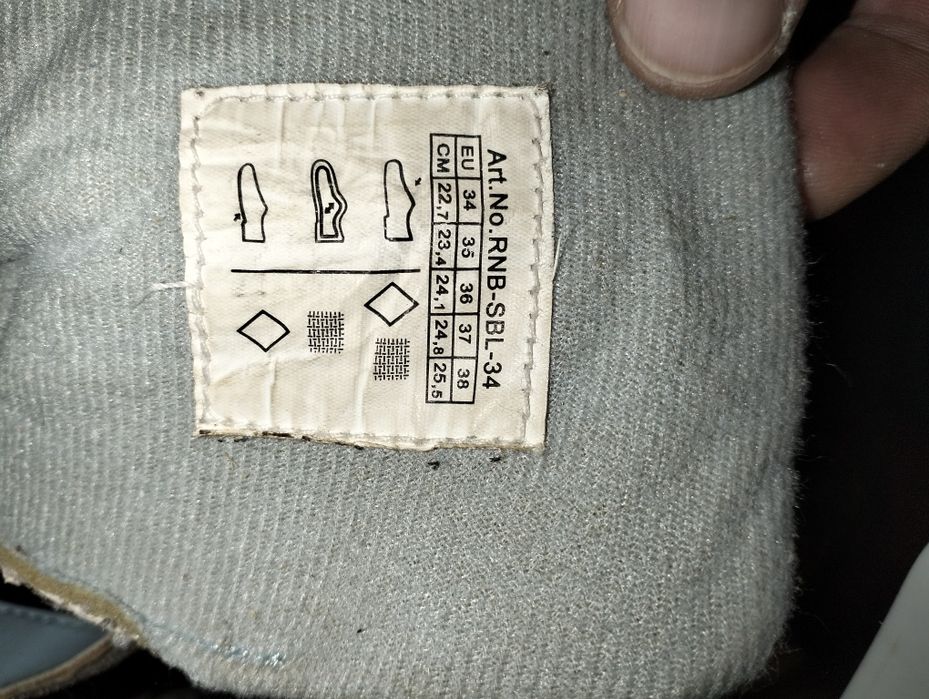 Art.No.RNB-SBL-34
EU 34 35 36 37 38
CM 22,7 23,4 24,1 24,8 25,5